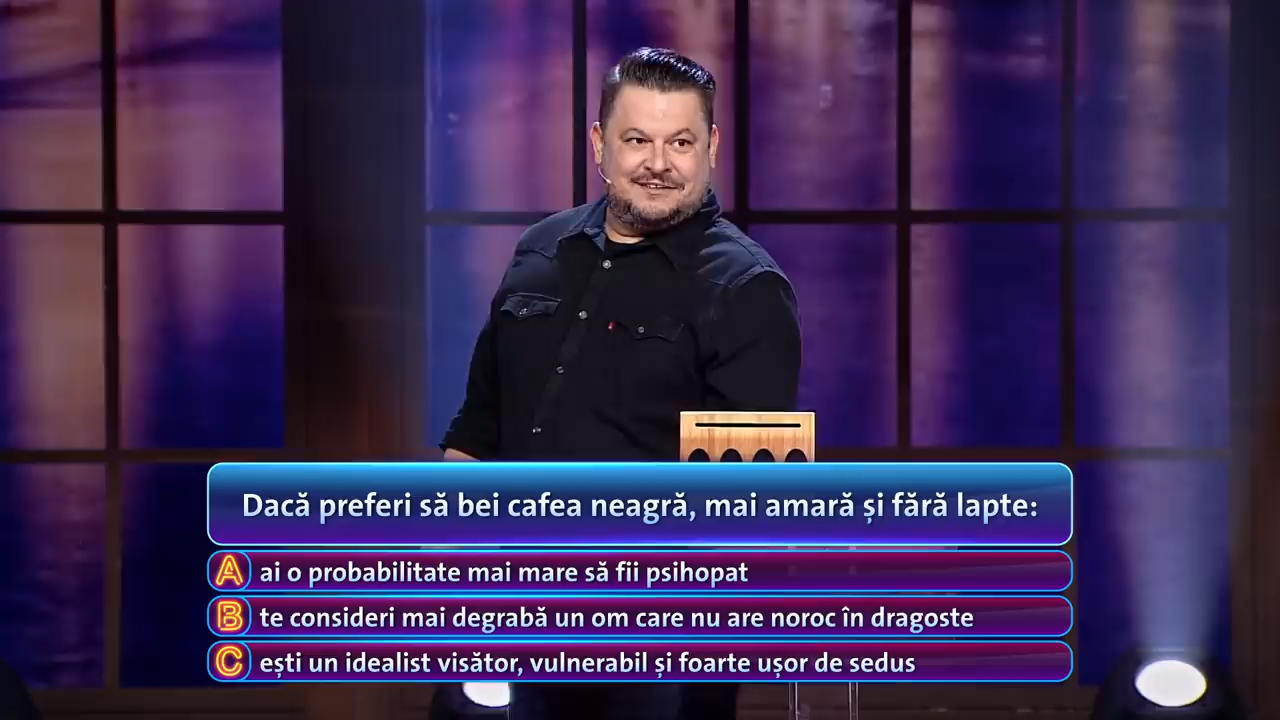 Dacă preferi să bei cafea neagră, mai amară și fără lapte:
A ai o probabilitate mai mare să fii psihopat
B te consideri mai degrabă un om care nu are noroc în dragoste
C ești un idealist visător, vulnerabil și foarte ușor de sedus